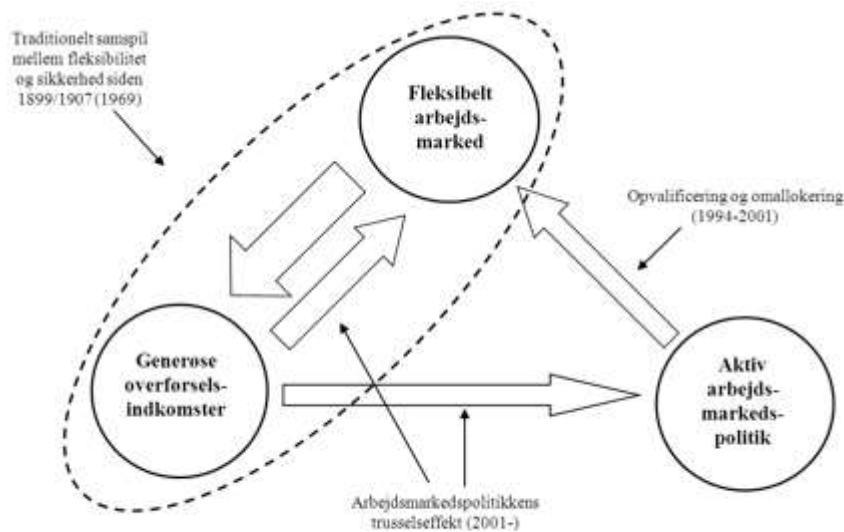 Traditionelt samspil
mellem fleksibilitet
og sikkerhed siden
1899/1907 (1969)
Fleksibelt
arbejds-
marked
Opvalificering og omallokering
(1994-2001)
Generøse
overførsels-
indkomster
Aktiv
arbejds-
markeds-
politik
Arbejdsmarkedspolitikkens
trusselseffekt (2001-)